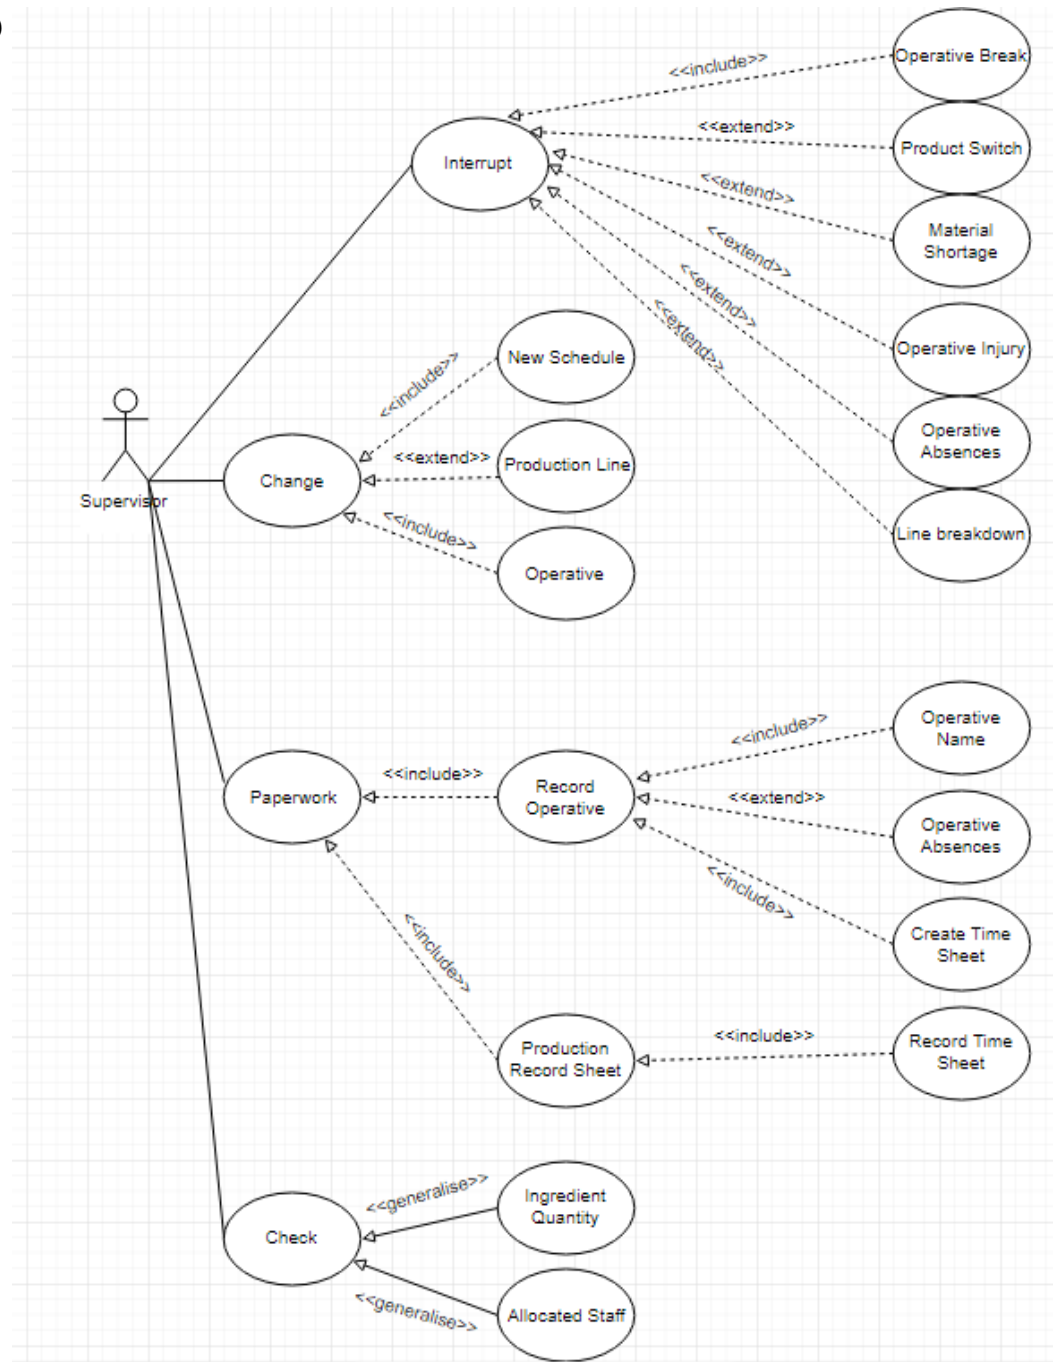 )
Operative Break
<<include>>
<<extend>>
Product Switch
Interrupt
<<extend>>
Material
Shortage
<<extend>>
<<extend>>
Operative Injury
<<extend>>
New Schedule
<<include>>
Operative
Absences
<<extend>>
Production Line
Change
Supervisor
<<include>>
Line breakdown
Operative
Operative
Name
<<include>>
<<include>>
Paperwork
Record
Operative
<<extend>>
Operative
Absences
<<include>>
Create Time
Sheet
<<include>>
Production
Record Sheet
<<include>>
Record Time
Sheet
<<generalise>>
Ingredient
Quantity
Check
<<generalise>>
Allocated Staff